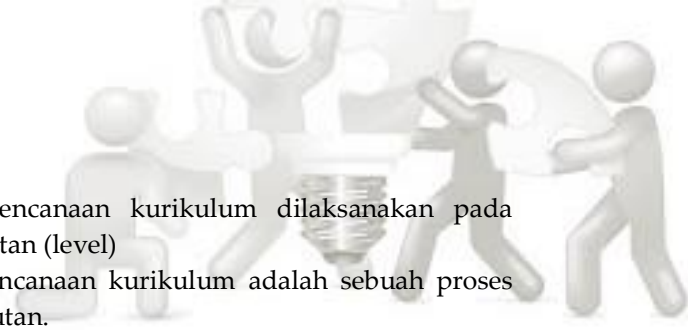 encanaan kurikulum dilaksanakan pada
tan (level)
ncanaan kurikulum adalah sebuah proses
utan.